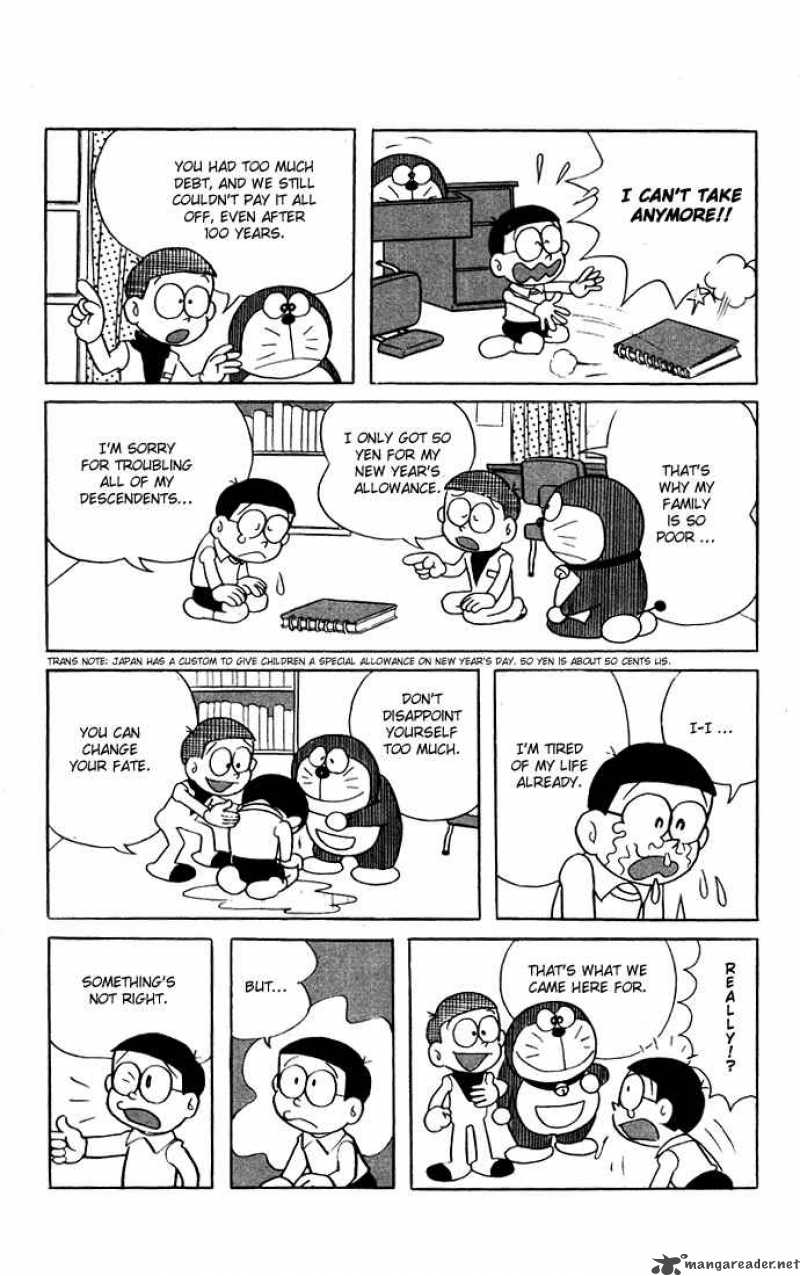 I CAN'T TAKE
ANYMORE!!
YOU HAD TOO MUCH
DEBT, AND WE STILL
COULDN'T PAY IT ALL
OFF, EVEN AFTER
100 YEARS.
THAT'S
WHY MY
FAMILY
IS SO
POOR ...
I ONLY GOT 50
YEN FOR MY
NEW YEAR'S
ALLOWANCE.
I'M SORRY
FOR TROUBLING
ALL OF MY
DESCENDENTS...
TRANS NOTE: JAPAN HAS A CUSTOM TO GIVE CHILDREN A SPECIAL ALLOWANCE ON NEW YEAR'S DAY. 50 YEN IS ABOUT 50 CENTS US.
I-I ...
I'M TIRED
OF MY LIFE
ALREADY.
DON'T
DISAPPOINT
YOURSELF
TOO MUCH.
YOU CAN
CHANGE
YOUR FATE.
REALLY!?
THAT'S WHAT WE
CAME HERE FOR.
BUT...
SOMETHING'S
NOT RIGHT.
mangareader.net